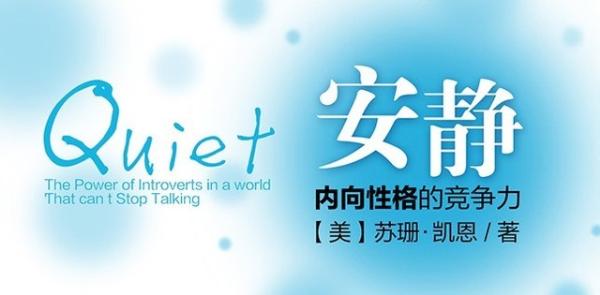 Quiet
The Power of Introverts in a world
That can t Stop Talking
安静
内向性格的竞争力
【美】苏珊·凯恩/著